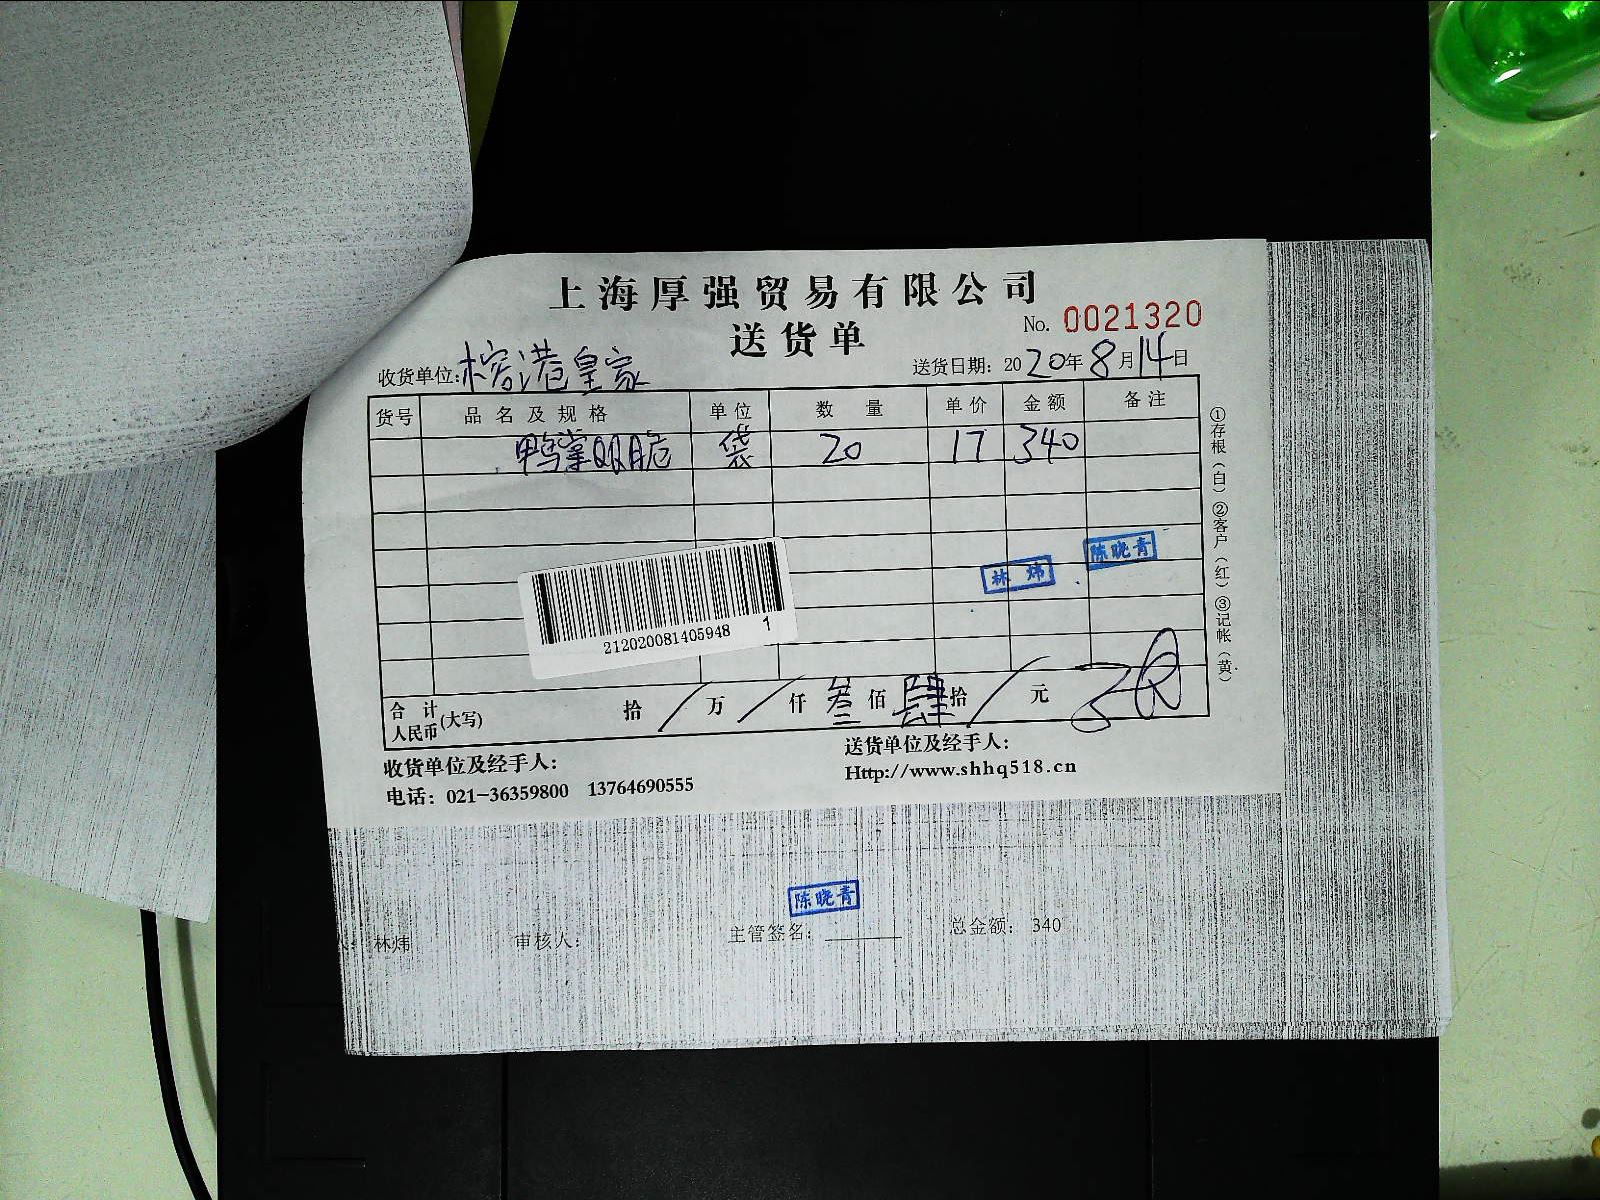 上海厚强贸易有限公司
送货单
No. 0021320
收货单位:榕港皇家
送货日期: 2020年8月14日
货号 品名及规格 单位 数量 单价 金额 备注
鸭掌QQ脆 袋 20 17 340
陈晓青
林炜
212020081405948 1
合计人民币(大写) 拾/万/仟叁佰肆拾/元
①存根(白)②客户(红)③记帐(黄)
收货单位及经手人:
送货单位及经手人:
电话: 021-36359800 13764690555
Http://www.shhq518.cn
陈晓青
林炜 审核人: 主管签名: 总金额: 340